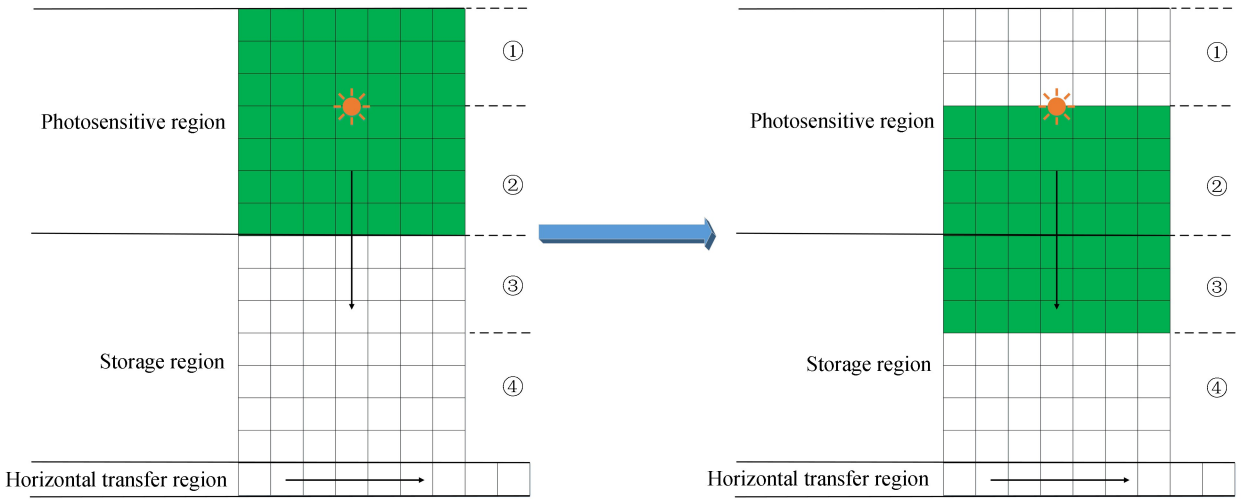 ①
Photosensitive region
②
③
Storage region
④
Horizontal transfer region
①
Photosensitive region
②
③
Storage region
④
Horizontal transfer region